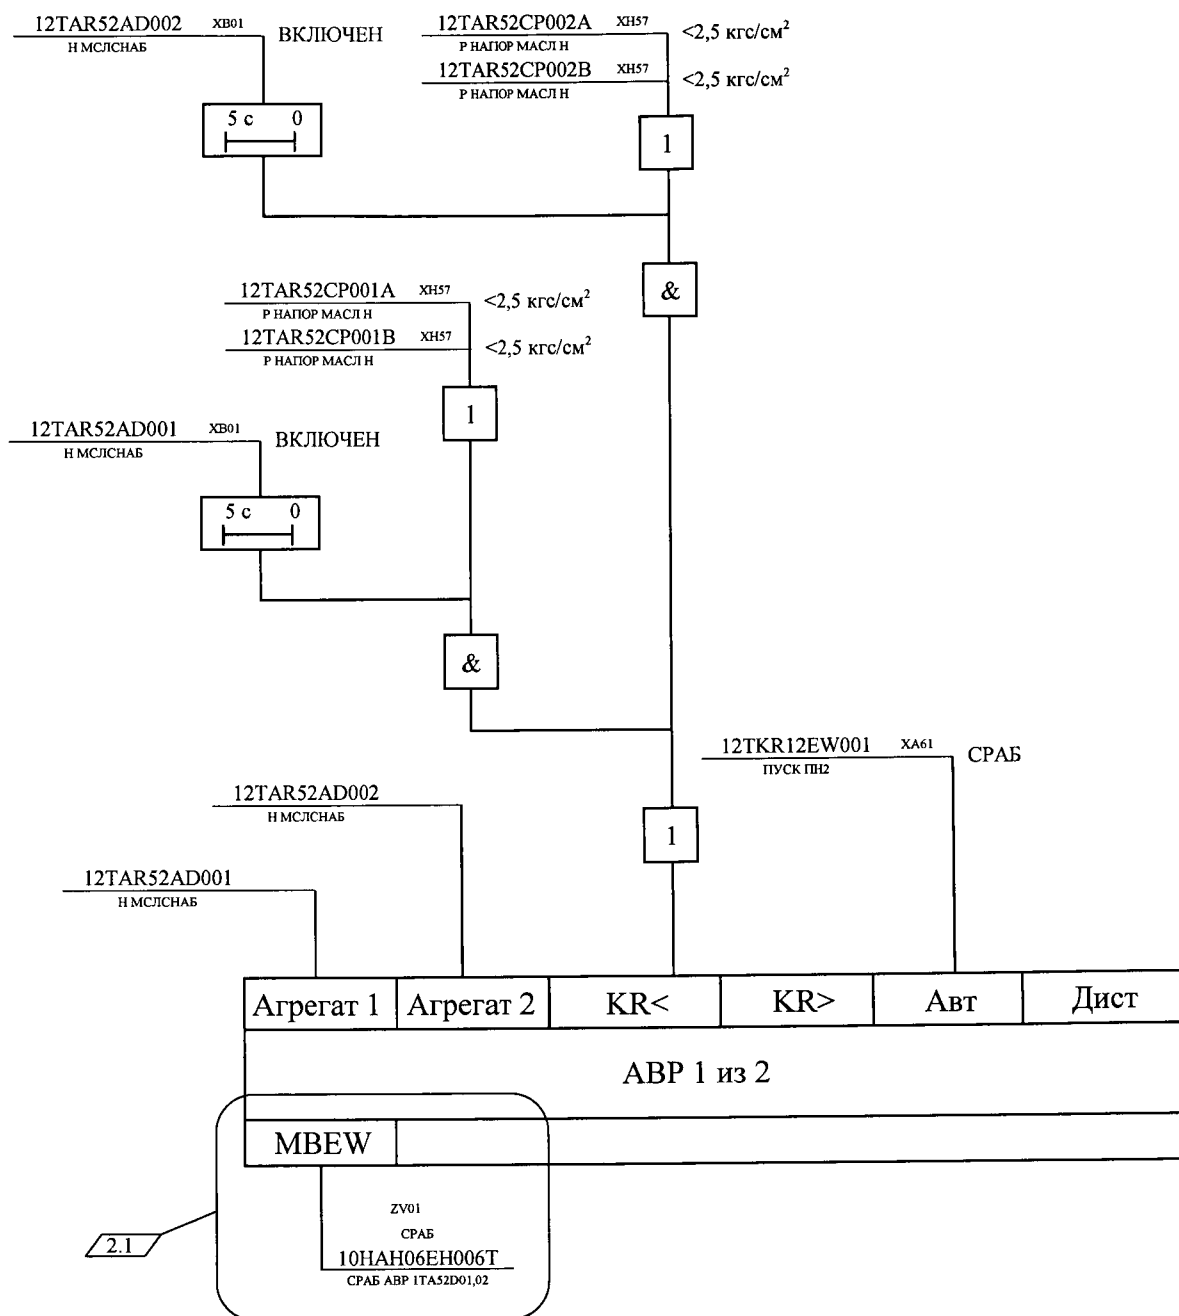 12TAR52AD002 XB01 ВКЛЮЧЕН
Н МСЛСНАБ
5 с 0
12TAR52CP002A XH57 <2,5 кгс/см²
Р НАПОР МАСЛ Н
12TAR52CP002B XH57 <2,5 кгс/см²
Р НАПОР МАСЛ Н
1
&
12TAR52CP001A XH57 <2,5 кгс/см²
Р НАПОР МАСЛ Н
12TAR52CP001B XH57 <2,5 кгс/см²
Р НАПОР МАСЛ Н
1
12TAR52AD001 XB01 ВКЛЮЧЕН
Н МСЛСНАБ
5 с 0
&
12TKR12EW001 XA61 СРАБ
ПУСК ПН2
12TAR52AD002
Н МСЛСНАБ
1
12TAR52AD001
Н МСЛСНАБ
Агрегат 1 Агрегат 2 KR< KR> Авт Дист
АВР 1 из 2
MBEW
ZV01
СРАБ
10HAH06EH006T
СРАБ АВР 1TA52D01,02
2.1